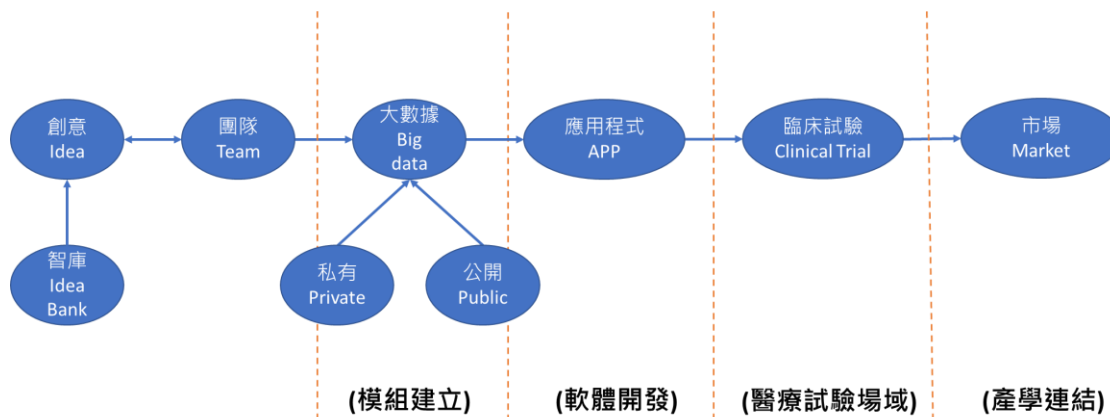 創意
Idea
團隊
Team
大數據
Big
data
應用程式
APP
臨床試驗
Clinical Trial
市場
Market
智庫
Idea
Bank
私有
Private
公開
Public
(模組建立)
(軟體開發)
(醫療試驗場域)
(產學連結)